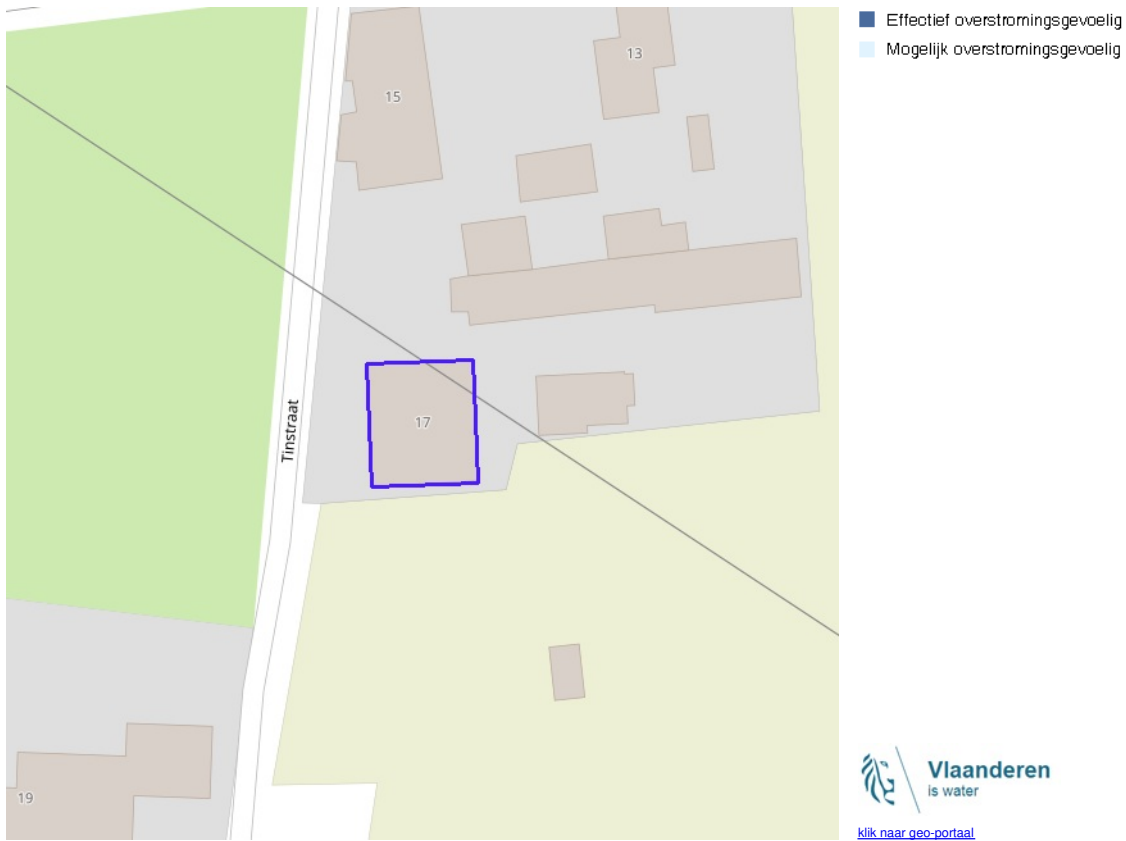 Effectief overstromingsgevoelig
Mogelijk overstromingsgevoelig
13
15
17
Tinstraat
19
Vlaanderen
is water
klik naar geo-portaal